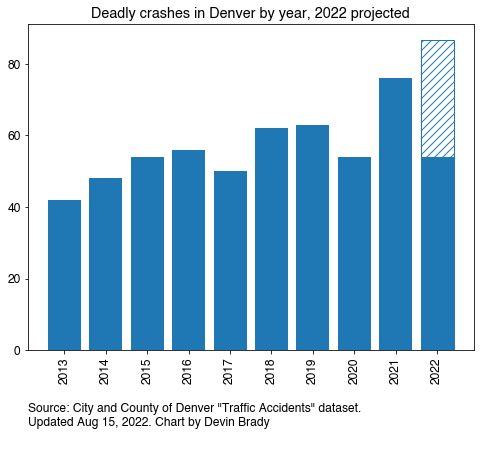 Deadly crashes in Denver by year, 2022 projected
80
60
40
20
0
2013 2014 2015 2016 2017 2018 2019 2020 2021 2022
Source: City and County of Denver "Traffic Accidents" dataset.
Updated Aug 15, 2022. Chart by Devin Brady